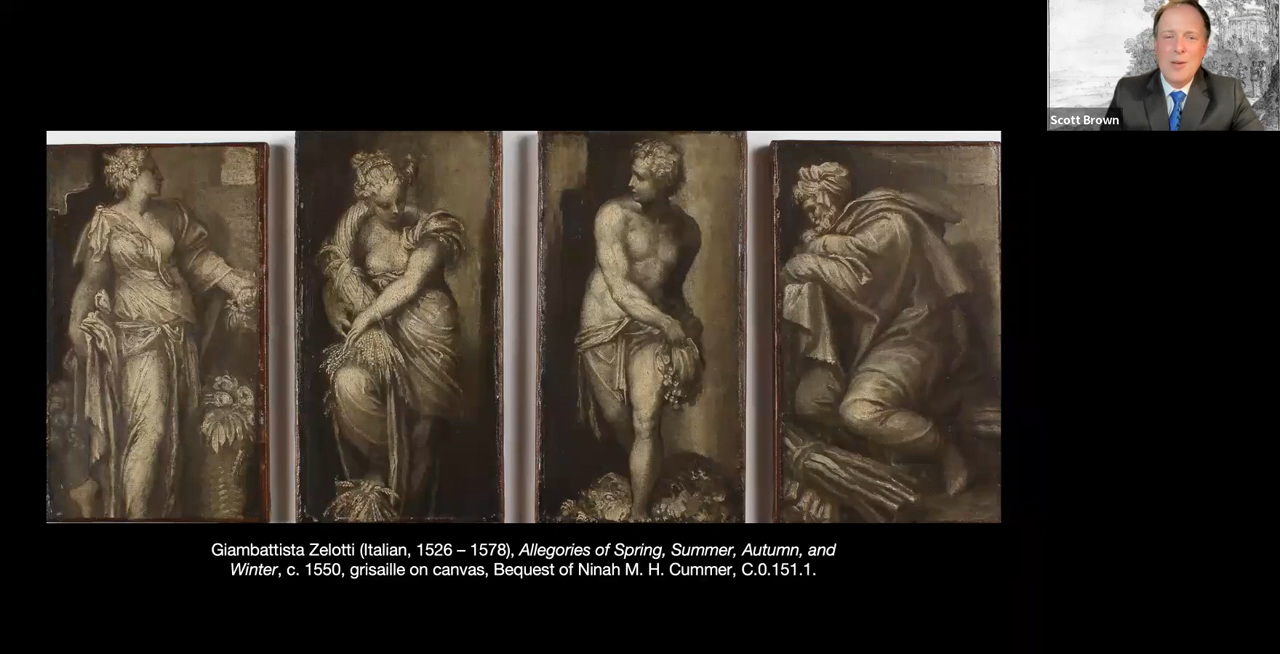 Scott Brown
Giambattista Zelotti (Italian, 1526 – 1578), Allegories of Spring, Summer, Autumn, and
Winter, c. 1550, grisaille on canvas, Bequest of Ninah M. H. Cummer, C.0.151.1.